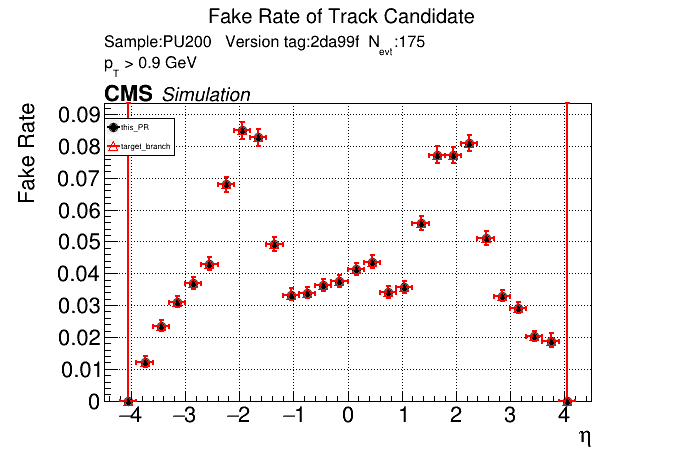 Fake Rate of Track Candidate
Sample:PU200 Version tag:2da99f N_evt:175
p_T > 0.9 GeV
CMS Simulation
Fake Rate
this_PR
target_branch
0.09
0.08
0.07
0.06
0.05
0.04
0.03
0.02
0.01
0
−4 −3 −2 −1 0 1 2 3 4
η